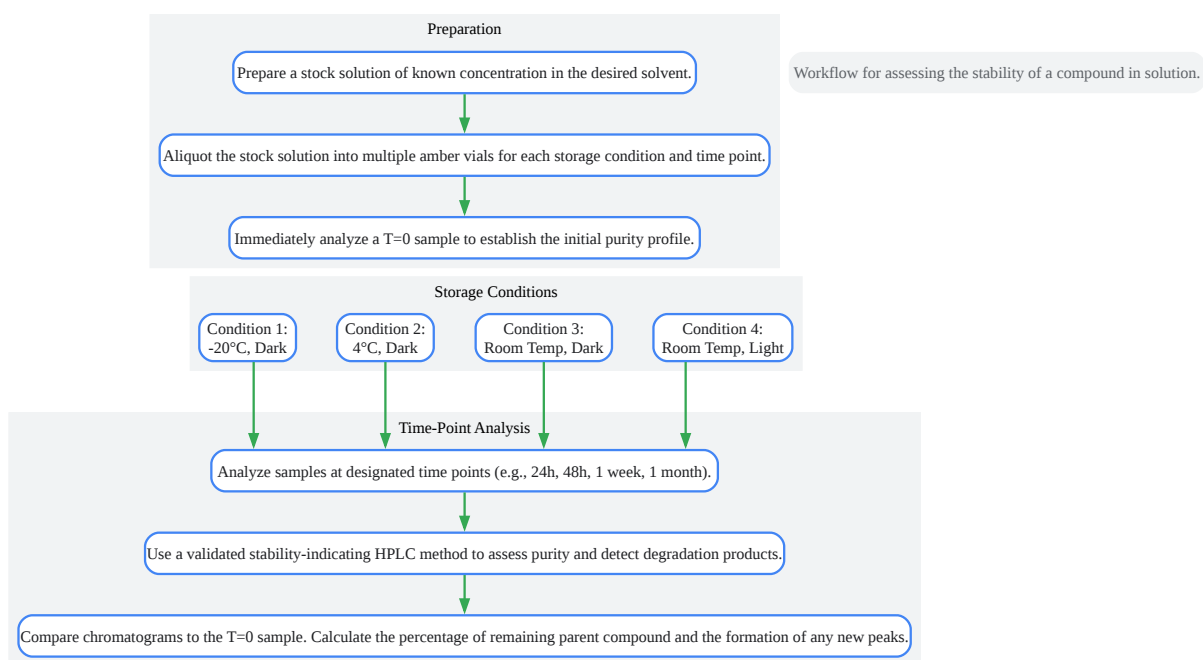 Preparation
Prepare a stock solution of known concentration in the desired solvent.
Workflow for assessing the stability of a compound in solution.
Aliquot the stock solution into multiple amber vials for each storage condition and time point.
Immediately analyze a T=0 sample to establish the initial purity profile.
Storage Conditions
Condition 1:
-20°C, Dark
Condition 2:
4°C, Dark
Condition 3:
Room Temp, Dark
Condition 4:
Room Temp, Light
Time-Point Analysis
Analyze samples at designated time points (e.g., 24h, 48h, 1 week, 1 month).
Use a validated stability-indicating HPLC method to assess purity and detect degradation products.
Compare chromatograms to the T=0 sample. Calculate the percentage of remaining parent compound and the formation of any new peaks.